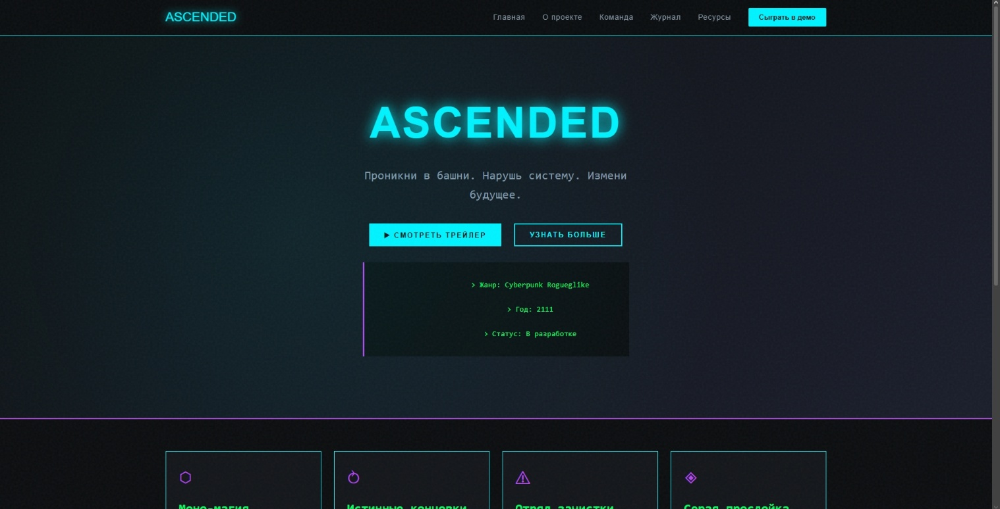 ASCENDED
Главная О проекте Команда Журнал Ресурсы Сыграть в демо
ASCENDED
Проникни в башни. Нарушь систему. Измени
будущее.
▶ СМОТРЕТЬ ТРЕЙЛЕР УЗНАТЬ БОЛЬШЕ
> Жанр: Cyberpunk Rogueglike
> Год: 2111
> Статус: В разработке
Моно-магия Истинные концовки Отряд зачистки Серая прослойка